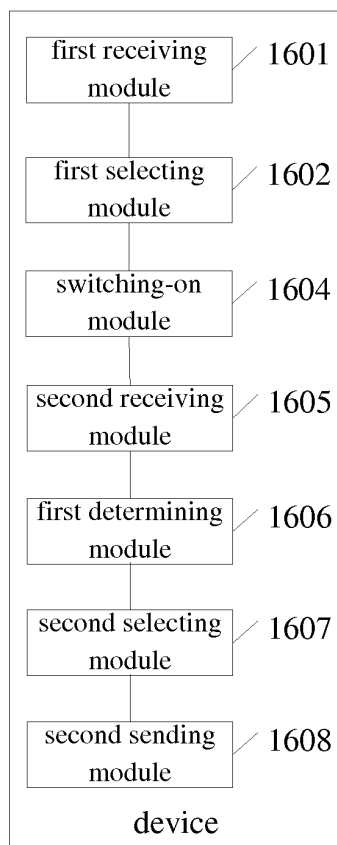 first receiving
module
1601
first selecting
module
1602
switching-on
module
1604
second receiving
module
1605
first determining
module
1606
second selecting
module
1607
second sending
module
1608
device